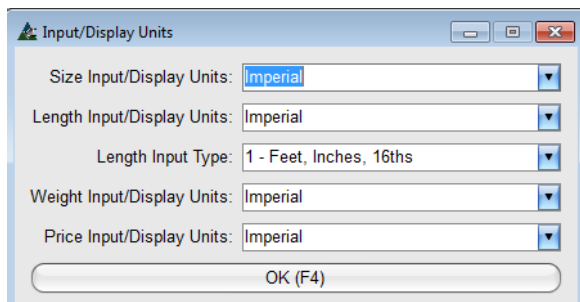 Input/Display Units
Size Input/Display Units: Imperial
Length Input/Display Units: Imperial
Length Input Type: 1 - Feet, Inches, 16ths
Weight Input/Display Units: Imperial
Price Input/Display Units: Imperial
OK (F4)